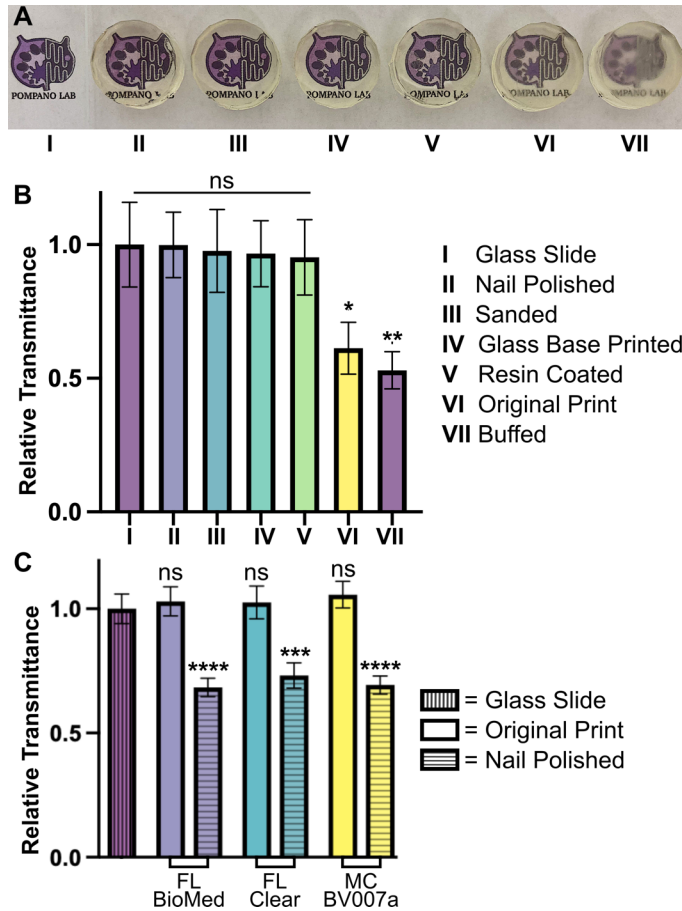 A
POMPANO LAB
POMPANO LAB
POMPANO LAB
POMPANO LAB
POMPANO LAB
POMPANO LAB
POMPANO LAB
I II III IV V VI VII
B
ns
* **
Relative Transmittance
1.0
0.5
0.0
I II III IV V VI VII
I Glass Slide
II Nail Polished
III Sanded
IV Glass Base Printed
V Resin Coated
VI Original Print
VII Buffed
C
ns ns ns
**** *** ****
Relative Transmittance
1.0
0.5
0.0
FL BioMed
FL Clear
MC BV007a
= Glass Slide
= Original Print
= Nail Polished